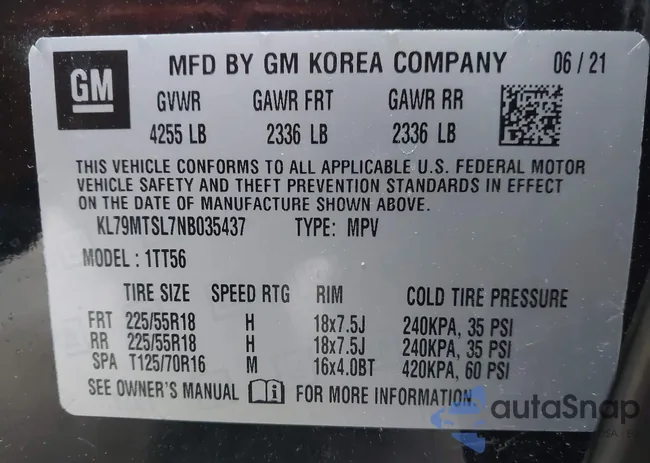 GM
MFD BY GM KOREA COMPANY 06/21
GVWR GAWR FRT GAWR RR
4255 LB 2336 LB 2336 LB
THIS VEHICLE CONFORMS TO ALL APPLICABLE U.S. FEDERAL MOTOR
VEHICLE SAFETY AND THEFT PREVENTION STANDARDS IN EFFECT
ON THE DATE OF MANUFACTURE SHOWN ABOVE.
KL79MTSL7NB035437 TYPE: MPV
MODEL : 1TT56
TIRE SIZE SPEED RTG RIM COLD TIRE PRESSURE
FRT 225/55R18 H 18x7.5J 240KPA, 35 PSI
RR 225/55R18 H 18x7.5J 240KPA, 35 PSI
SPA T125/70R16 M 16x4.0BT 420KPA, 60 PSI
SEE OWNER'S MANUAL FOR MORE INFORMATION.
autoSnap